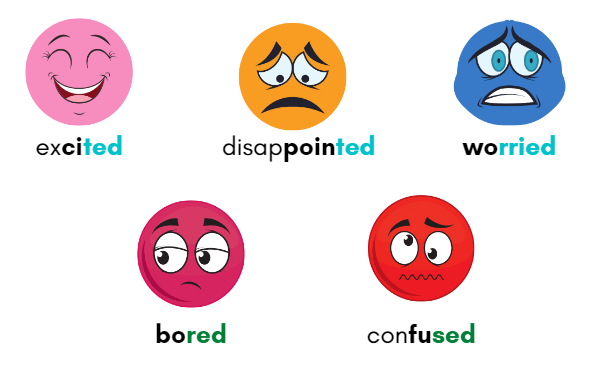 excited
disappointed
worried
bored
confused